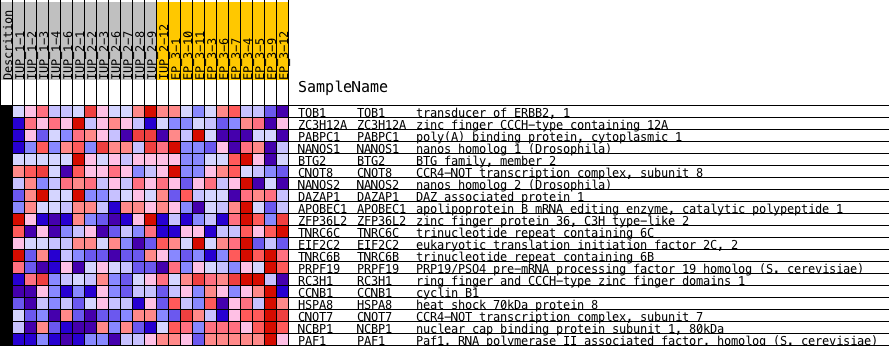 Descrition
IUP_1-1
IUP_1-2
IUP_1-3
IUP_1-4
IUP_1-6
IUP_2-1
IUP_2-2
IUP_2-3
IUP_2-6
IUP_2-7
IUP_2-8
IUP_2-9
IUP_2-12
EP_3-1
EP_3-10
EP_3-11
EP_3-3
EP_3-6
EP_3-7
EP_3-4
EP_3-5
EP_3-9
EP_3-12
SampleName
TOB1 TOB1 transducer of ERBB2, 1
ZC3H12A ZC3H12A zinc finger CCCH-type containing 12A
PABPC1 PABPC1 poly(A) binding protein, cytoplasmic 1
NANOS1 NANOS1 nanos homolog 1 (Drosophila)
BTG2 BTG2 BTG family, member 2
CNOT8 CNOT8 CCR4-NOT transcription complex, subunit 8
NANOS2 NANOS2 nanos homolog 2 (Drosophila)
DAZAP1 DAZAP1 DAZ associated protein 1
APOBEC1 APOBEC1 apolipoprotein B mRNA editing enzyme, catalytic polypeptide 1
ZFP36L2 ZFP36L2 zinc finger protein 36, C3H type-like 2
TNRC6C TNRC6C trinucleotide repeat containing 6C
EIF2C2 EIF2C2 eukaryotic translation initiation factor 2C, 2
TNRC6B TNRC6B trinucleotide repeat containing 6B
PRPF19 PRPF19 PRP19/PSO4 pre-mRNA processing factor 19 homolog (S. cerevisiae)
RC3H1 RC3H1 ring finger and CCCH-type zinc finger domains 1
CCNB1 CCNB1 cyclin B1
HSPA8 HSPA8 heat shock 70kDa protein 8
CNOT7 CNOT7 CCR4-NOT transcription complex, subunit 7
NCBP1 NCBP1 nuclear cap binding protein subunit 1, 80kDa
PAF1 PAF1 Paf1, RNA polymerase II associated factor, homolog (S. cerevisiae)